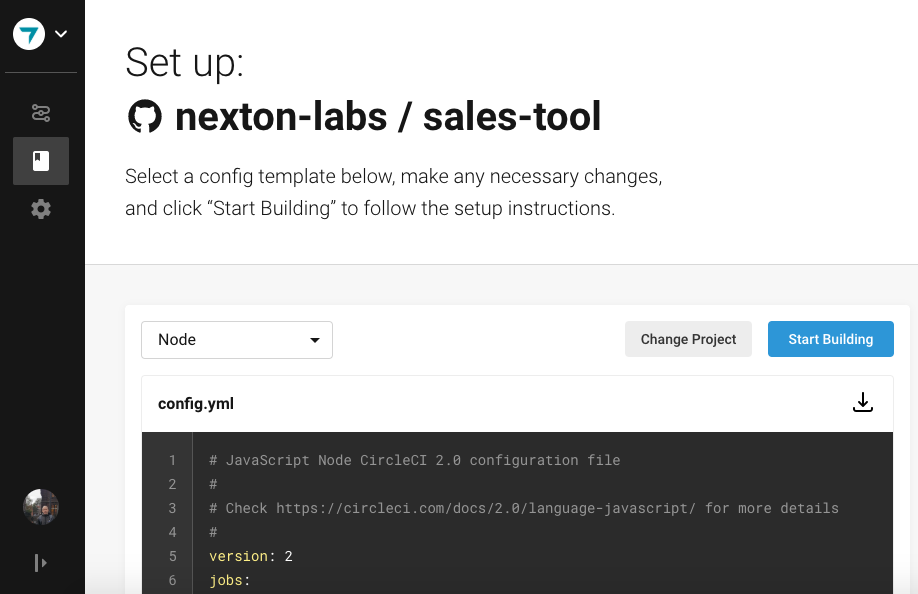 Set up:
nexton-labs / sales-tool
Select a config template below, make any necessary changes,
and click “Start Building” to follow the setup instructions.
Node
Change Project
Start Building
config.yml
1 # JavaScript Node CircleCI 2.0 configuration file
2 #
3 # Check https://circleci.com/docs/2.0/language-javascript/ for more details
4 #
5 version: 2
6 jobs: